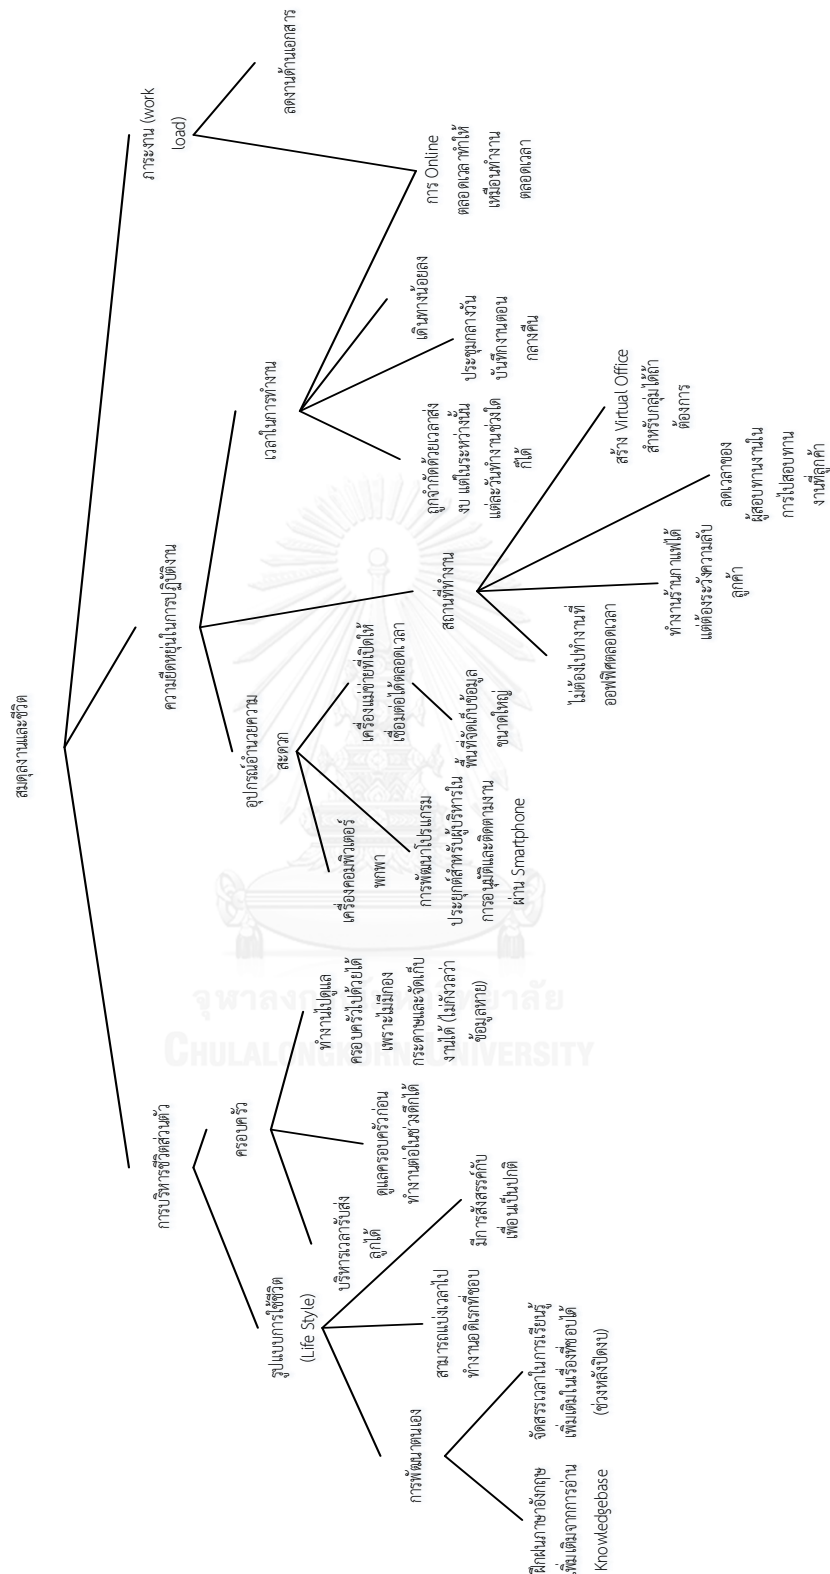 สมดุลงานและชีวิต
การบริหารชีวิตส่วนตัว
ความยืดหยุ่นในการปฏิบัติงาน
ภาระงาน (work
load)
รูปแบบการใช้ชีวิต
(Life Style)
ครอบครัว
อุปกรณ์อำนวยความ
สะดวก
สถานที่ทำงาน
เวลาในการทำงาน
ลดงานด้านเอกสาร
การ Online
ตลอดเวลาทำให้
เหมือนทำงาน
ตลอดเวลา
การพัฒนาตนเอง
สามารถแบ่งเวลาไป
ทำงานอดิเรกที่ชอบ
มีการสังสรรค์กับ
เพื่อนเป็นปกติ
บริหารเวลารับส่ง
ลูกได้
ดูแลครอบครัวก่อน
ทำงานต่อในช่วงดึกได้
ทำงานไปดูแล
ครอบครัวไปด้วยได้
เพราะไม่มีกอง
กระดาษและจัดเก็บ
งานได้ (ไม่กังวลว่า
ข้อมูลหาย)
เครื่องคอมพิวเตอร์
พกพา
การพัฒนาโปรแกรม
ประยุกต์สำหรับผู้บริหารใน
การอนุมัติและติดตามงาน
ผ่าน Smartphone
เครื่องแม่ข่ายที่เปิดให้
เชื่อมต่อได้ตลอดเวลา
พื้นที่จัดเก็บข้อมูล
ขนาดใหญ่
ไม่ต้องไปทำงานที่
ออฟฟิศตลอดเวลา
ทำงานร้านกาแฟได้
แต่ต้องระวังความลับ
ลูกค้า
ลดเวลาของ
ผู้สอบทานงานใน
การไปสอบทาน
งานที่ลูกค้า
สร้าง Virtual Office
สำหรับกลุ่มได้ถ้า
ต้องการ
ถูกจำกัดด้วยเวลาส่ง
งบ แต่ในระหว่างนั้น
แต่ละวันทำงานช่วงใด
ก็ได้
ประชุมกลางวัน
บันทึกงานตอน
กลางคืน
เดินทางน้อยลง
ฝึกฝนภาษาอังกฤษ
เพิ่มเติมจากการอ่าน
Knowledgebase
จัดสรรเวลาในการเรียนรู้
เพิ่มเติมในเรื่องที่ชอบได้
(ช่วงหลังปิดงบ)
จุฬาลงกรณ์มหาวิทยาลัย
CHULALONGKORN UNIVERSITY